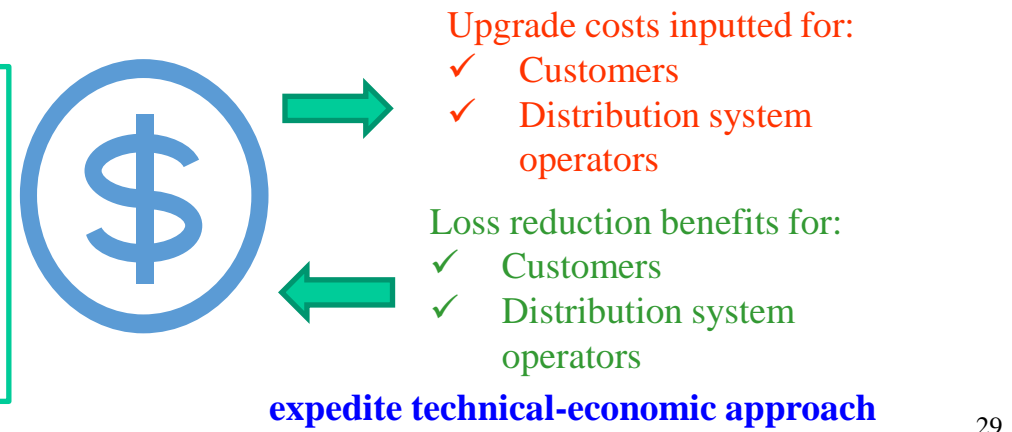 Upgrade costs inputted for:
✓ Customers
✓ Distribution system
operators
Loss reduction benefits for:
✓ Customers
✓ Distribution system
operators
expedite technical-economic approach
29